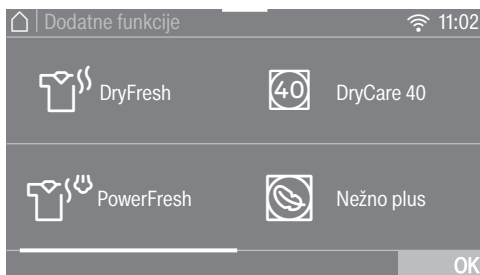 Dodatne funkcije 11:02
DryFresh
40 DryCare 40
PowerFresh
Nežno plus
OK